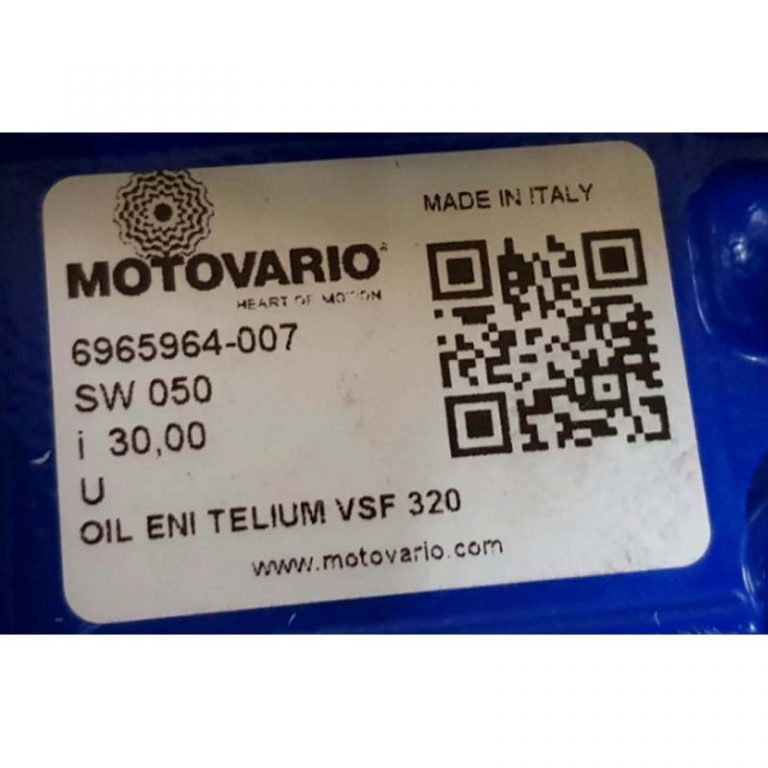 MOTOVARIO
HEART OF MOTION
MADE IN ITALY
6965964-007
SW 050
i 30,00
U
OIL ENI TELIUM VSF 320
www.motovario.com